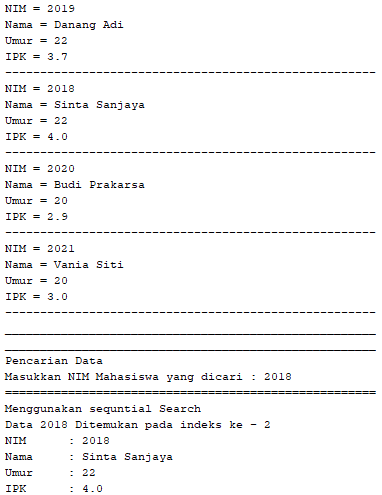 NIM = 2019
Nama = Danang Adi
Umur = 22
IPK = 3.7
-----------------------------------------------------
NIM = 2018
Nama = Sinta Sanjaya
Umur = 22
IPK = 4.0
-----------------------------------------------------
NIM = 2020
Nama = Budi Prakarsa
Umur = 20
IPK = 2.9
-----------------------------------------------------
NIM = 2021
Nama = Vania Siti
Umur = 20
IPK = 3.0
-----------------------------------------------------
_____________________________________________________
_____________________________________________________
Pencarian Data
Masukkan NIM Mahasiswa yang dicari : 2018
=====================================================
Menggunakan sequntial Search
Data 2018 Ditemukan pada indeks ke - 2
NIM      : 2018
Nama     : Sinta Sanjaya
Umur     : 22
IPK      : 4.0